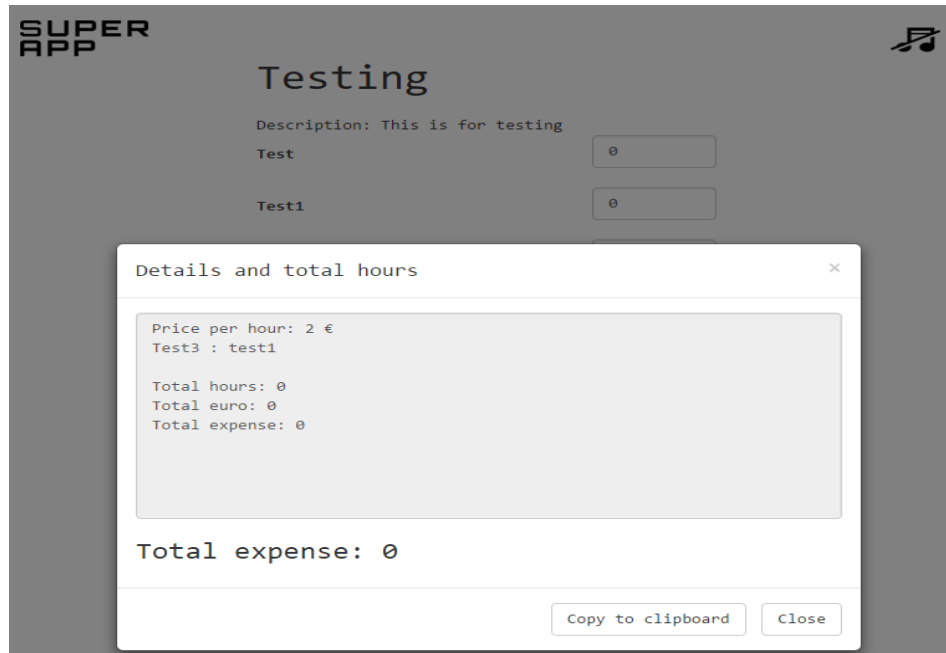 SUPER
APP
Testing
Description: This is for testing
Test 0
Test1 0
Details and total hours ×
Price per hour: 2 €
Test3 : test1
Total hours: 0
Total euro: 0
Total expense: 0
Total expense: 0
Copy to clipboard Close